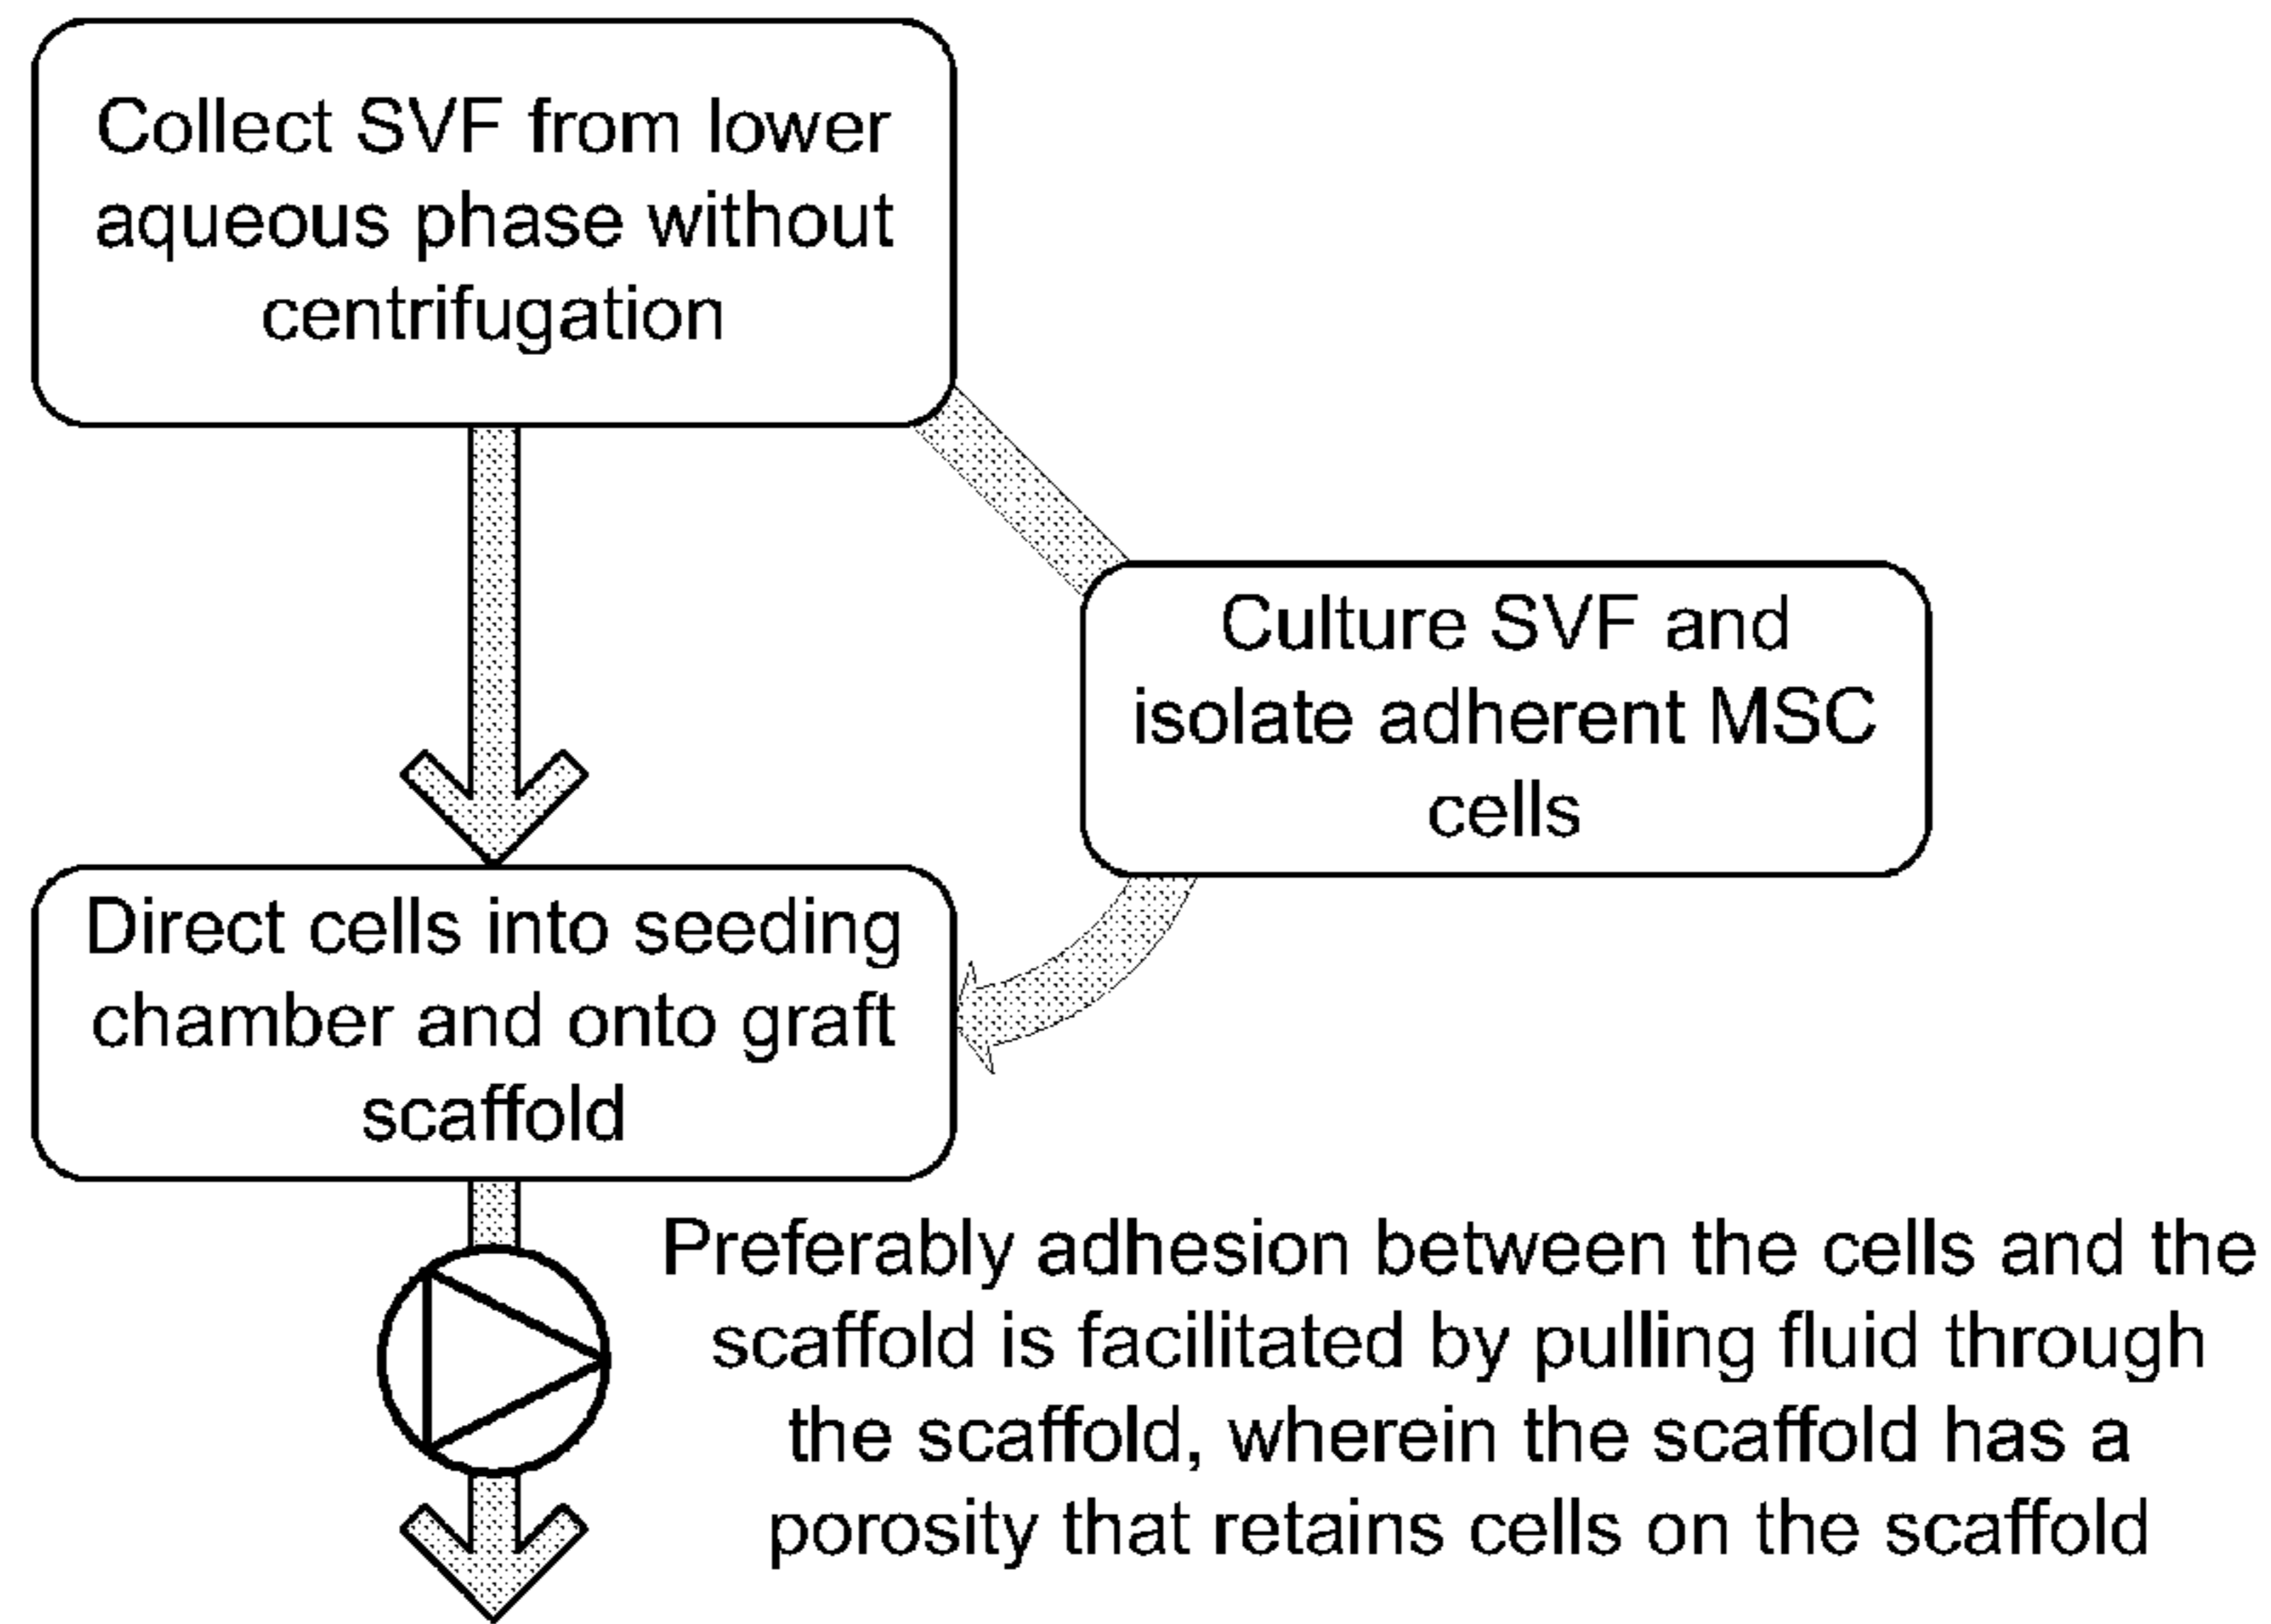 Collect SVF from lower
aqueous phase without
centrifugation
Culture SVF and
isolate adherent MSC
cells
Direct cells into seeding
chamber and onto graft
scaffold
Preferably adhesion between the cells and the
scaffold is facilitated by pulling fluid through
the scaffold, wherein the scaffold has a
porosity that retains cells on the scaffold